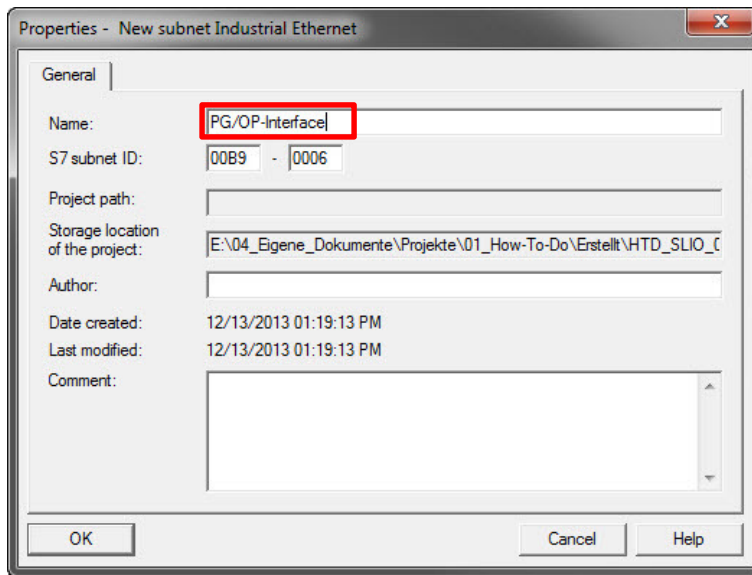 Properties - New subnet Industrial Ethernet
General
Name: PG/OP-Interface
S7 subnet ID: 00B9 - 0006
Project path:
Storage location
of the project: E:\04_Eigene_Dokumente\Projekte\01_How-To-Do\Erstellt\HTD_SLIO_
Author:
Date created: 12/13/2013 01:19:13 PM
Last modified: 12/13/2013 01:19:13 PM
Comment:
OK Cancel Help